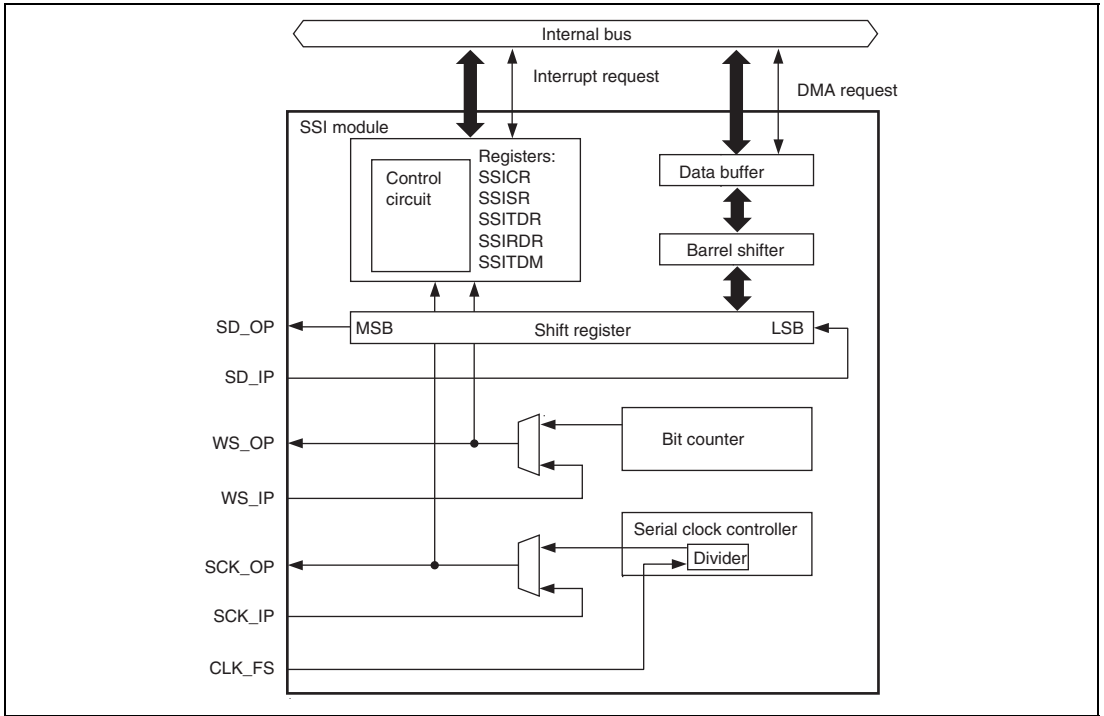 Internal bus
Interrupt request
DMA request
SSI module
Registers:
SSICR
SSISR
SSITDR
SSIRDR
SSITDM
Control
circuit
Data buffer
Barrel shifter
SD_OP
MSB
Shift register
LSB
SD_IP
WS_OP
Bit counter
WS_IP
Serial clock controller
Divider
SCK_OP
SCK_IP
CLK_FS